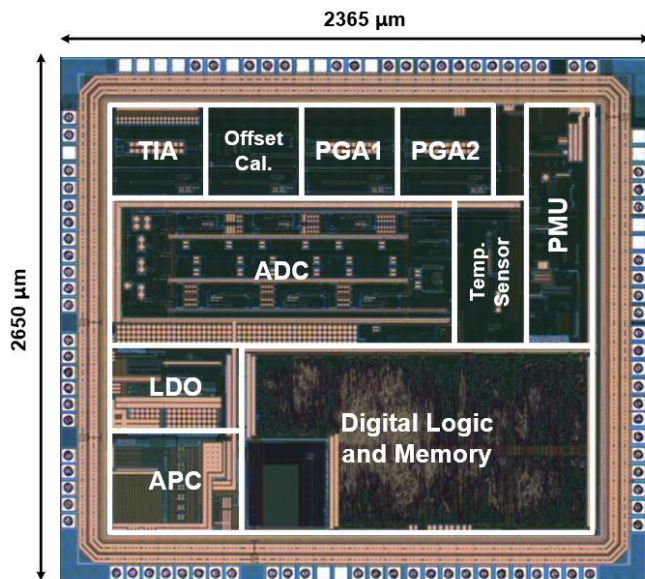 2365 µm
2650 µm
TIA
Offset
Cal.
PGA1
PGA2
PMU
ADC
Temp.
Sensor
LDO
Digital Logic
and Memory
APC